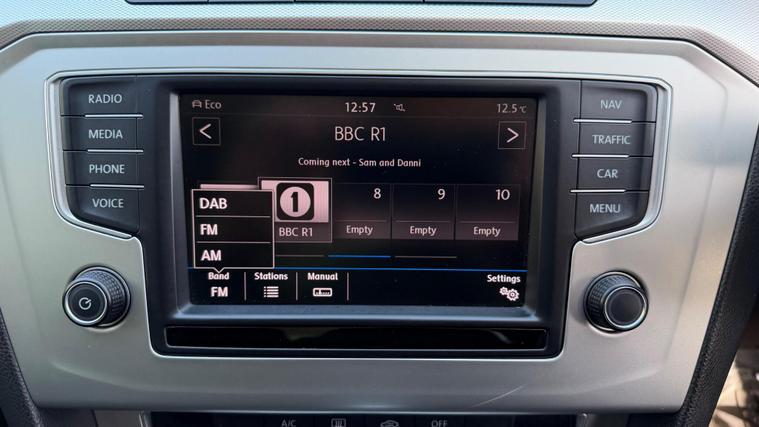 Eco 12:57 12.5 °C
RADIO
MEDIA
PHONE
VOICE
NAV
TRAFFIC
CAR
MENU
BBC R1
Coming next - Sam and Danni
1
BBC R1
8
Empty
9
Empty
10
Empty
DAB
FM
AM
Band
FM
Stations
Manual
Settings
A/C
OFF